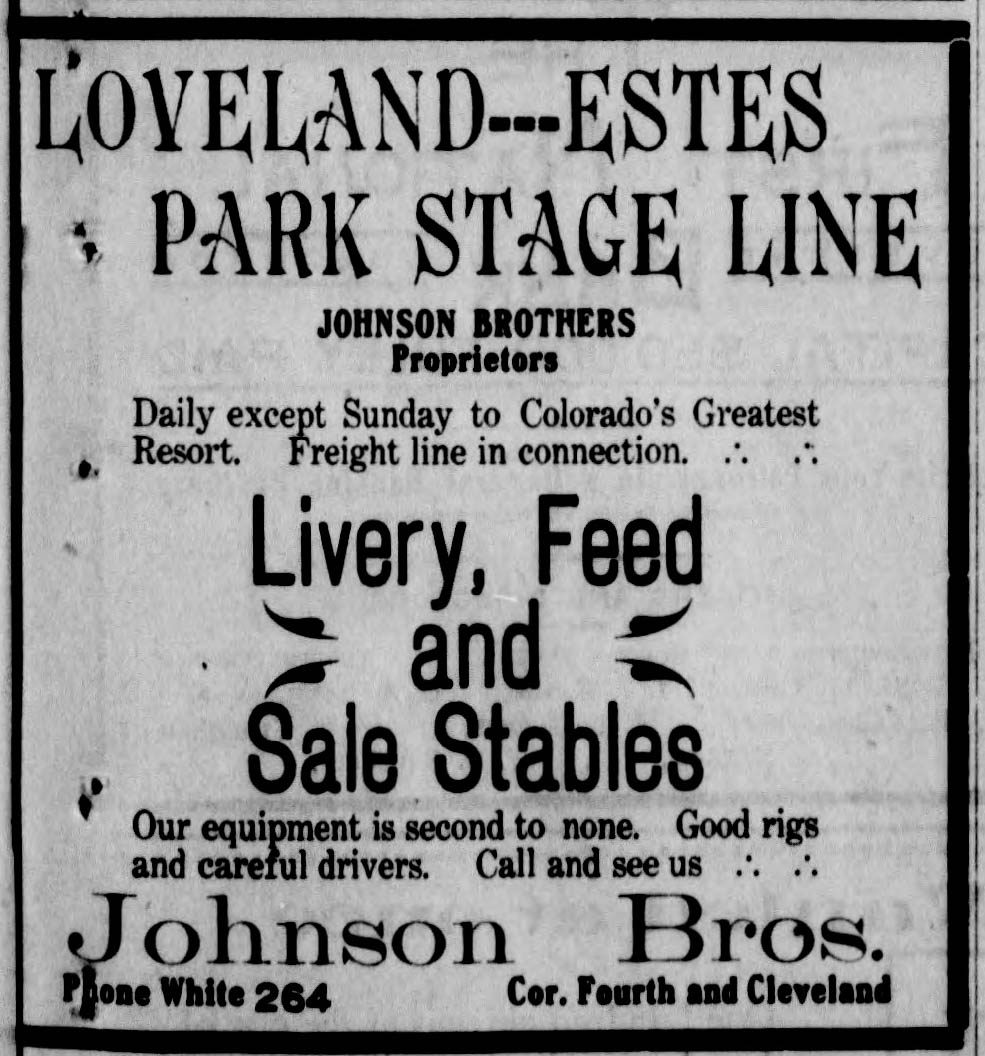 LOVELAND---ESTES
PARK STAGE LINE
JOHNSON BROTHERS
Proprietors
Daily except Sunday to Colorado's Greatest
Resort. Freight line in connection. ∴ ∴
Livery, Feed
and
Sale Stables
Our equipment is second to none. Good rigs
and careful drivers. Call and see us ∴ ∴
Johnson Bros.
Phone White 264 Cor. Fourth and Cleveland